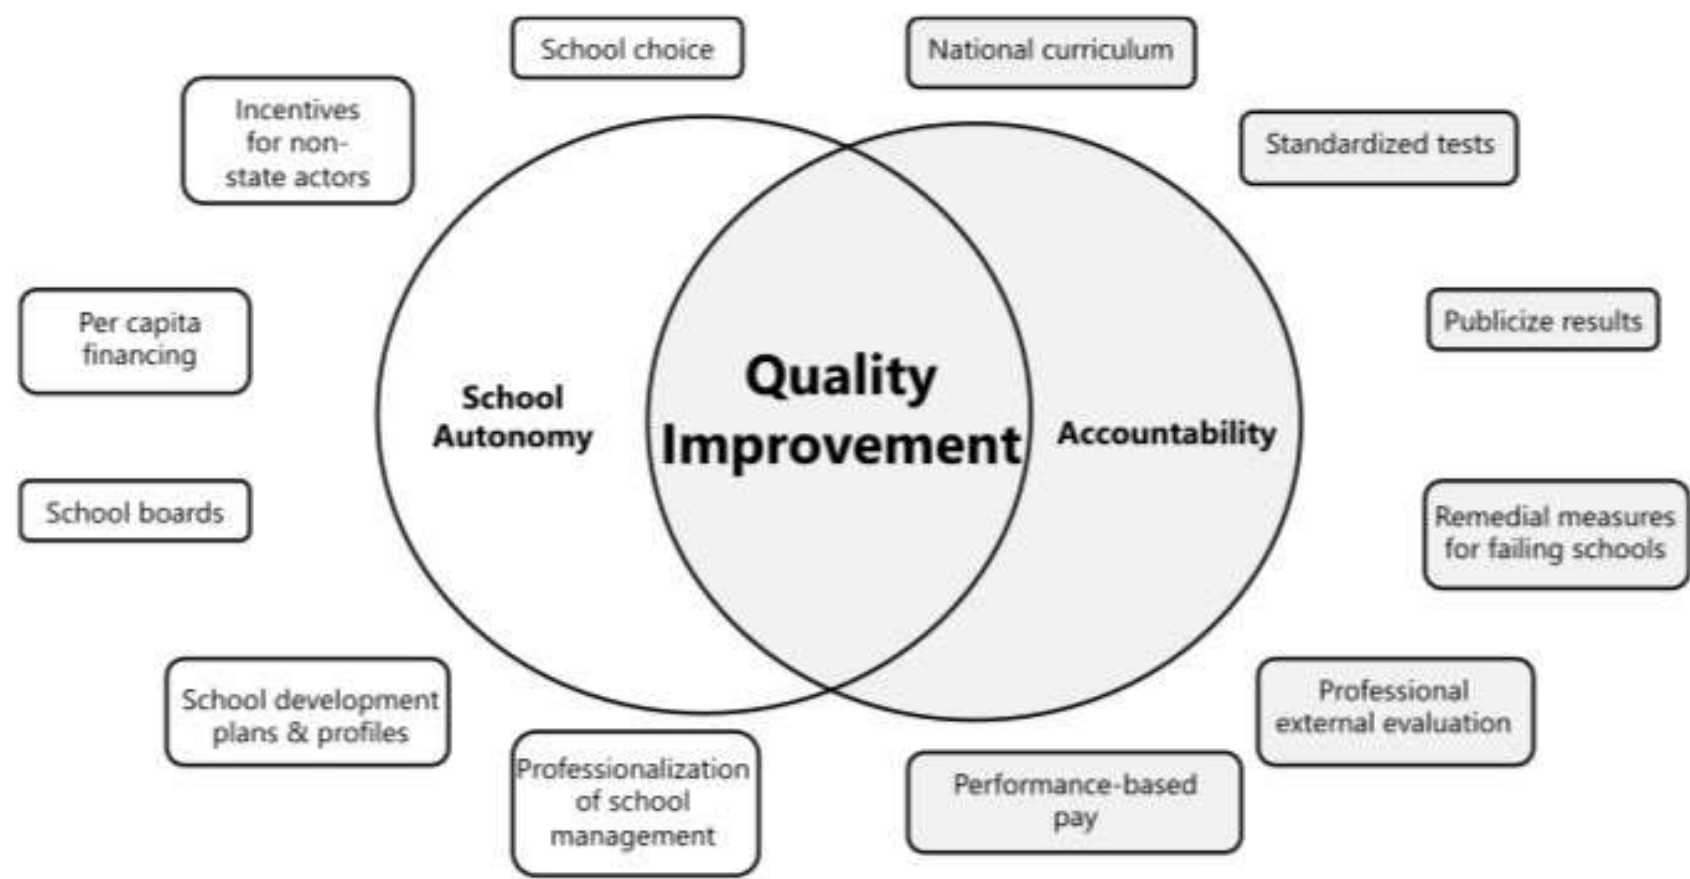 School choice
National curriculum
Incentives
for non-
state actors
Standardized tests
Per capita
financing
Publicize results
Quality
Improvement
School
Autonomy
Accountability
School boards
Remedial measures
for failing schools
School development
plans & profiles
Professional
external evaluation
Professionalization
of school
management
Performance-based
pay